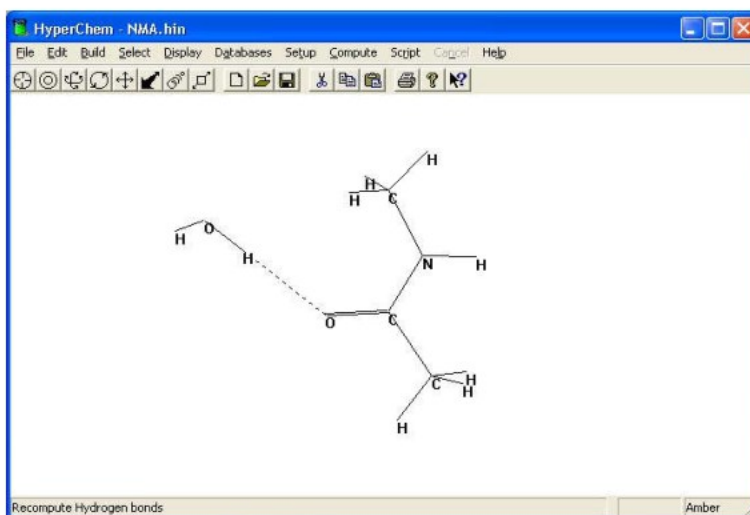 HyperChem - NMA.hin
File Edit Build Select Display Databases Setup Compute Script Cancel Help
H
H
H C
O
H
H
N H
O C
H
C H
H
Recompute Hydrogen bonds Amber